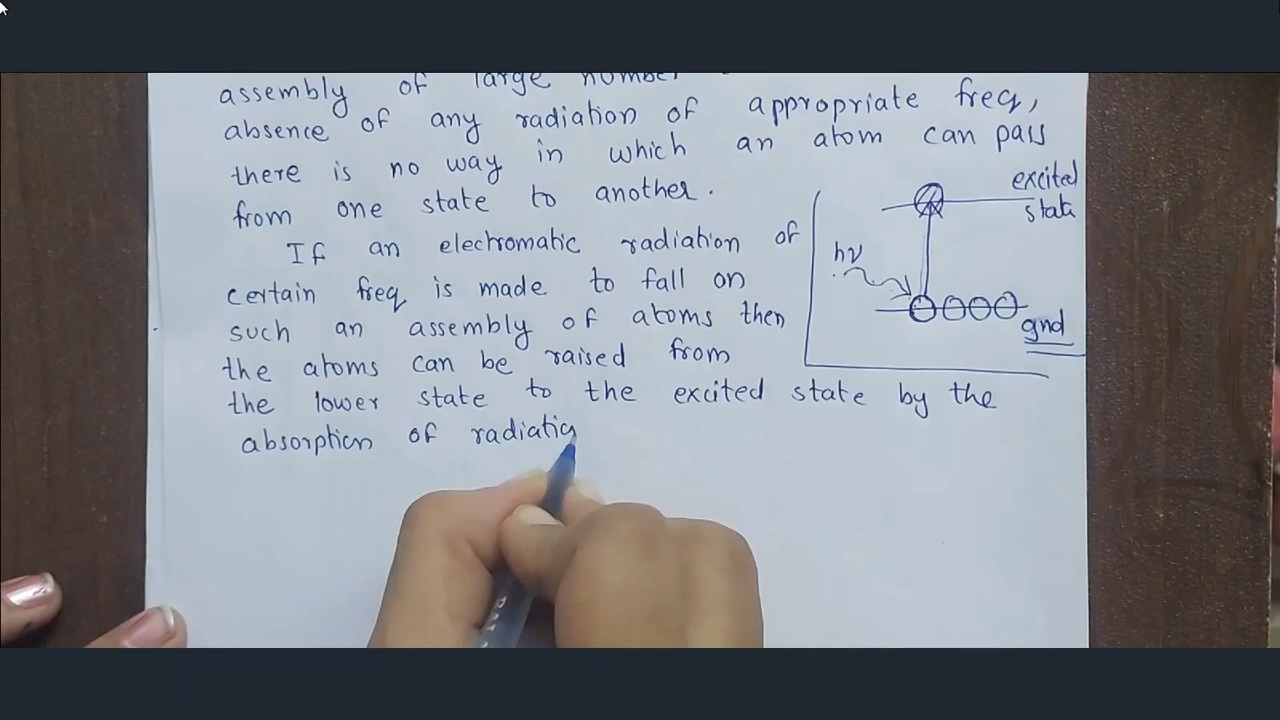 assembly of large number
absence of any radiation of appropriate freq,
there is no way in which an atom can pass
from one state to another.
excited
state
If an electromatic radiation of
hν
certain freq is made to fall on
such an assembly of atoms then
gnd
the atoms can be raised from
the lower state to the excited state by the
absorption of radiatio